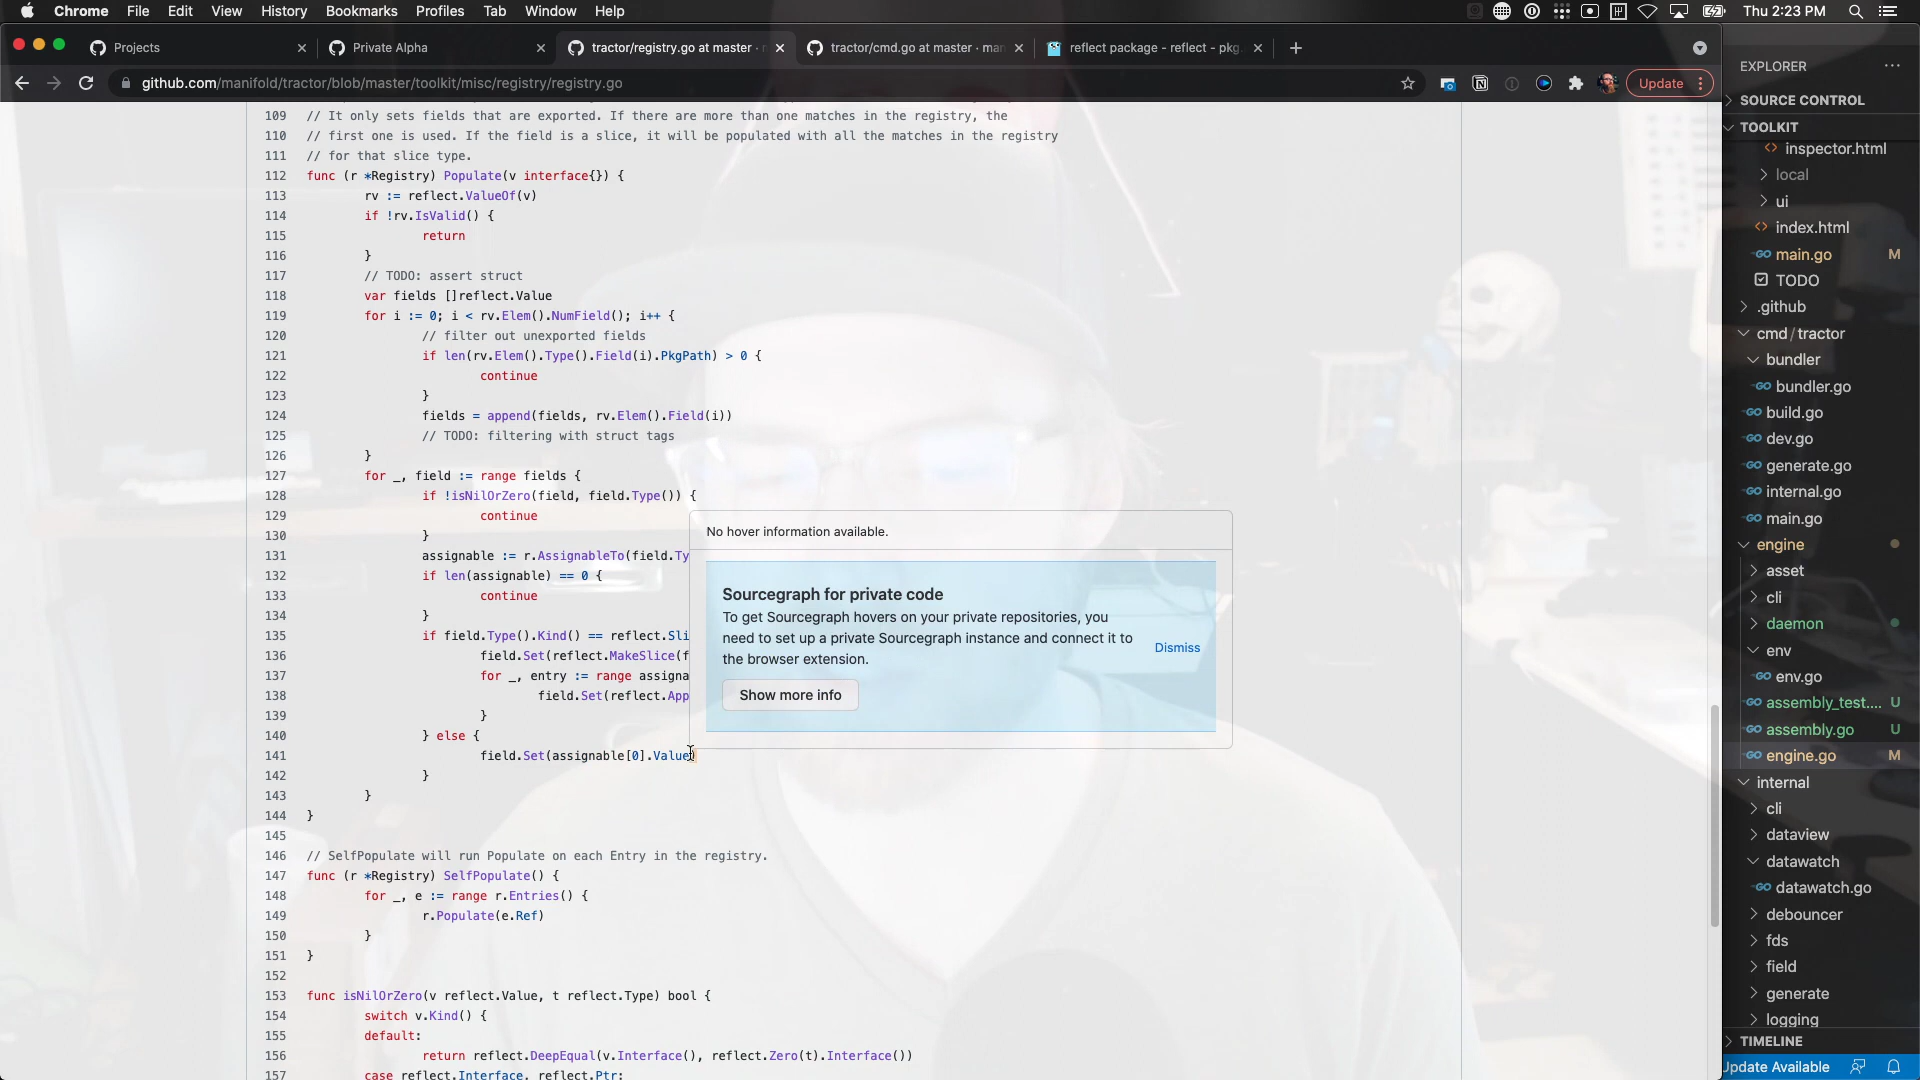 Chrome File Edit View History Bookmarks Profiles Tab Window Help
Thu 2:23 PM
Projects
Private Alpha
tractor/registry.go at master ·
tractor/cmd.go at master · man
reflect package - reflect - pkg.
github.com/manifold/tractor/blob/master/toolkit/misc/registry/registry.go
Update
109 // It only sets fields that are exported. If there are more than one matches in the registry, the
110 // first one is used. If the field is a slice, it will be populated with all the matches in the registry
111 // for that slice type.
112 func (r *Registry) Populate(v interface{}) {
113 rv := reflect.ValueOf(v)
114 if !rv.IsValid() {
115 return
116 }
117 // TODO: assert struct
118 var fields []reflect.Value
119 for i := 0; i < rv.Elem().NumField(); i++ {
120 // filter out unexported fields
121 if len(rv.Elem().Type().Field(i).PkgPath) > 0 {
122 continue
123 }
124 fields = append(fields, rv.Elem().Field(i))
125 // TODO: filtering with struct tags
126 }
127 for _, field := range fields {
128 if !isNilOrZero(field, field.Type()) {
129 continue
130 }
131 assignable := r.AssignableTo(field.Ty
132 if len(assignable) == 0 {
133 continue
134 }
135 if field.Type().Kind() == reflect.Sli
136 field.Set(reflect.MakeSlice(f
137 for _, entry := range assigna
138 field.Set(reflect.App
139 }
140 } else {
141 field.Set(assignable[0].Value)
142 }
143 }
144 }
145
146 // SelfPopulate will run Populate on each Entry in the registry.
147 func (r *Registry) SelfPopulate() {
148 for _, e := range r.Entries() {
149 r.Populate(e.Ref)
150 }
151 }
152
153 func isNilOrZero(v reflect.Value, t reflect.Type) bool {
154 switch v.Kind() {
155 default:
156 return reflect.DeepEqual(v.Interface(), reflect.Zero(t).Interface())
157 case reflect.Interface, reflect.Ptr:
No hover information available.
Sourcegraph for private code
To get Sourcegraph hovers on your private repositories, you
need to set up a private Sourcegraph instance and connect it to
the browser extension.
Dismiss
Show more info
EXPLORER
SOURCE CONTROL
TOOLKIT
inspector.html
local
ui
index.html
main.go M
TODO
.github
cmd / tractor
bundler
bundler.go
build.go
dev.go
generate.go
internal.go
main.go
engine
asset
cli
daemon
env
env.go
assembly_test.... U
assembly.go U
engine.go M
internal
cli
dataview
datawatch
datawatch.go
debouncer
fds
field
generate
logging
TIMELINE
Update Available